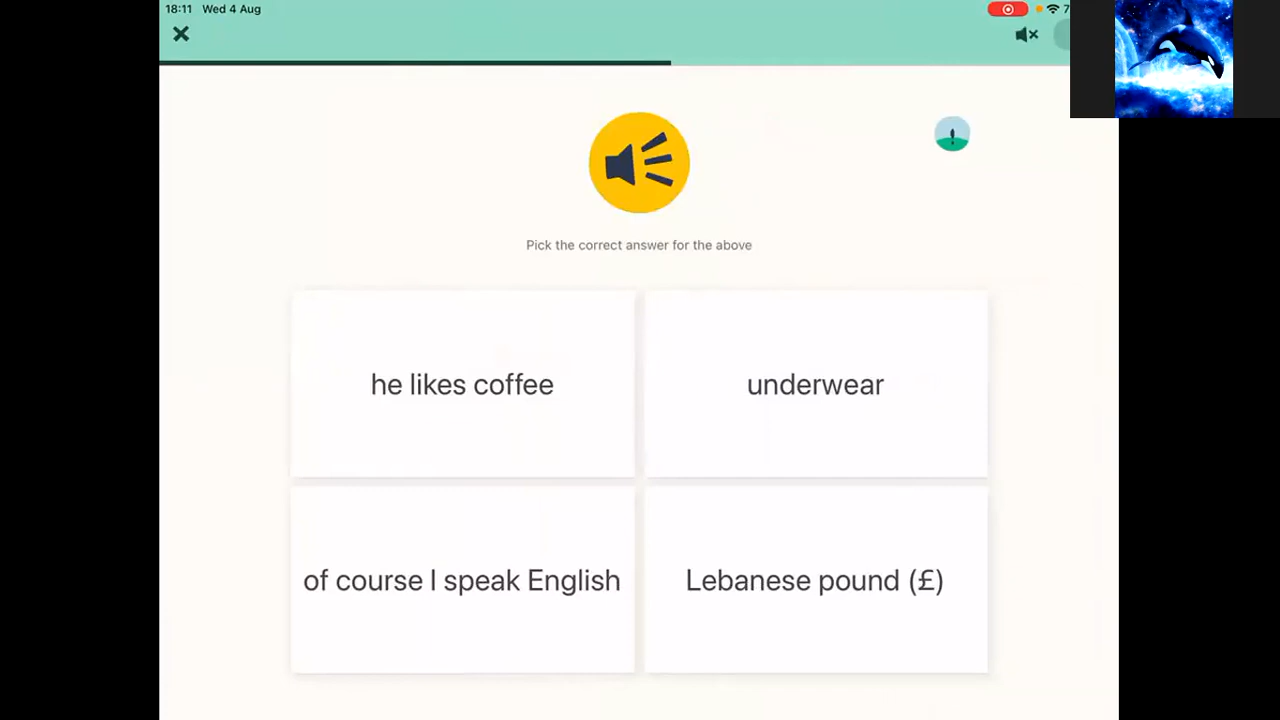 18:11 Wed 4 Aug
7
Pick the correct answer for the above
he likes coffee
underwear
of course I speak English
Lebanese pound (£)